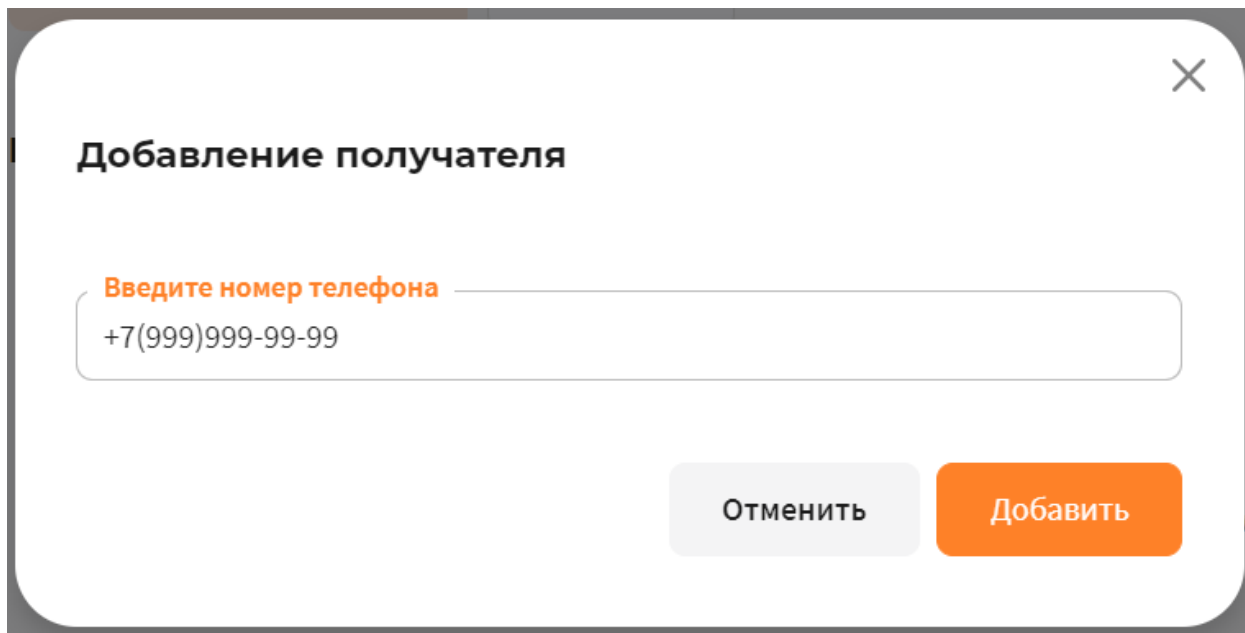 Добавление получателя
Введите номер телефона
+7(999)999-99-99
Отменить
Добавить